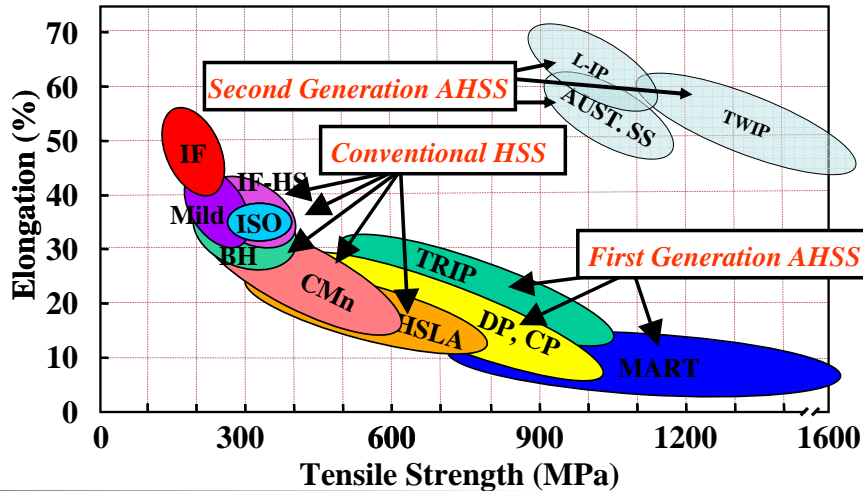 70
60
50
40
30
20
10
0
Elongation (%)
L-IP
AUST. SS
TWIP
Second Generation AHSS
IF
IF-HS
Conventional HSS
Mild
ISO
BH
TRIP
First Generation AHSS
CMn
HSLA
DP, CP
MART
0
300
600
900
1200
1600
Tensile Strength (MPa)